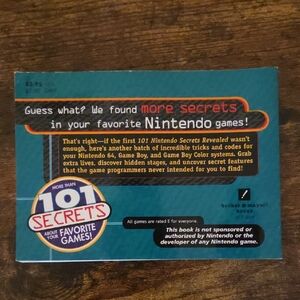 Guess what? We found more secrets
in your favorite Nintendo games!
That's right—if the first 101 Nintendo Secrets Revealed wasn't
enough, here's another batch of incredible tricks and codes for
your Nintendo 64, Game Boy, and Game Boy Color systems. Grab
extra lives, discover hidden stages, and uncover secret features
that the game programmers never intended for you to find!
MORE THAN
101
SECRETS
ABOUT YOUR
FAVORITE
GAMES!
All games are rated E for everyone.
This book is not sponsored or
authorized by Nintendo or the
developer of any Nintendo game.